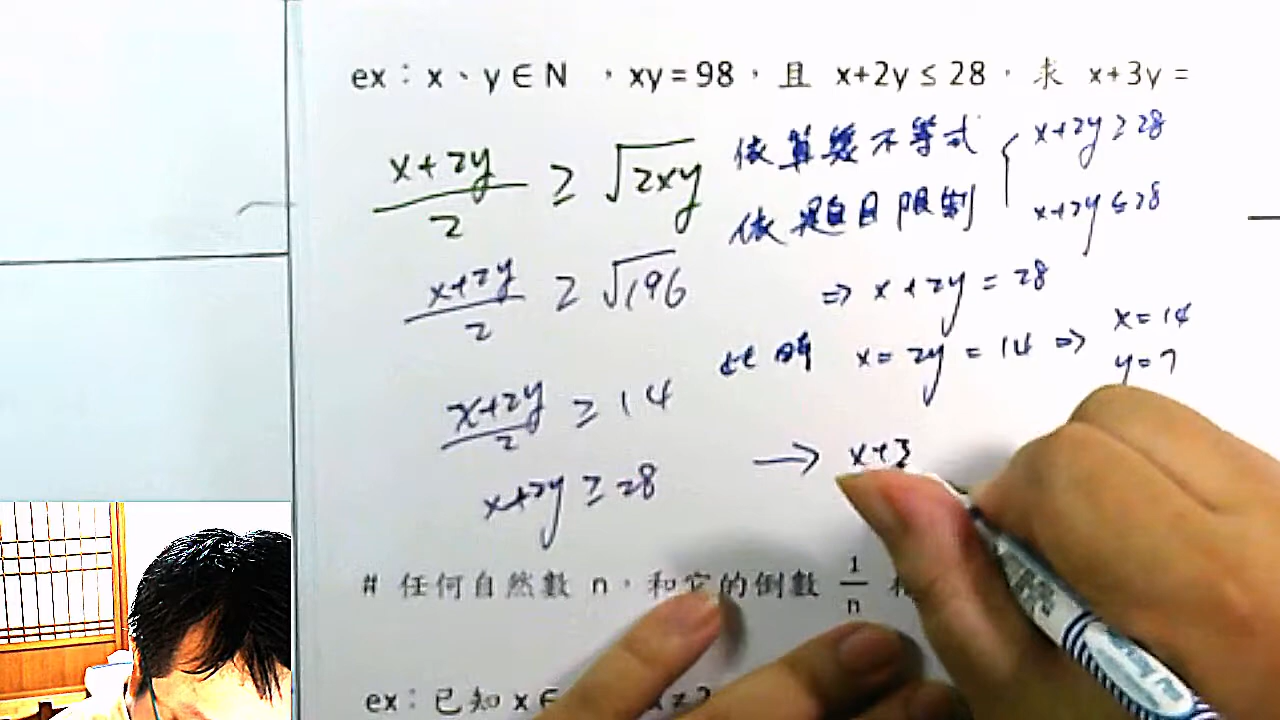 ex：x、y∈N ，xy=98，且 x+2y ≤ 28，求 x+3y =
x+2y/2 ≥ √2xy
依算幾不等式 x+2y ≥ 28
依題目限制 x+2y ≤ 28
x+2y/2 ≥ √196
⇒ x+2y = 28
此時 x = 2y = 14 ⇒ x=14
y=7
x+2y/2 ≥ 14
→ x+3
x+2y ≥ 28
# 任何自然數 n，和它的倒數 1/n 和
ex：已知 x∈